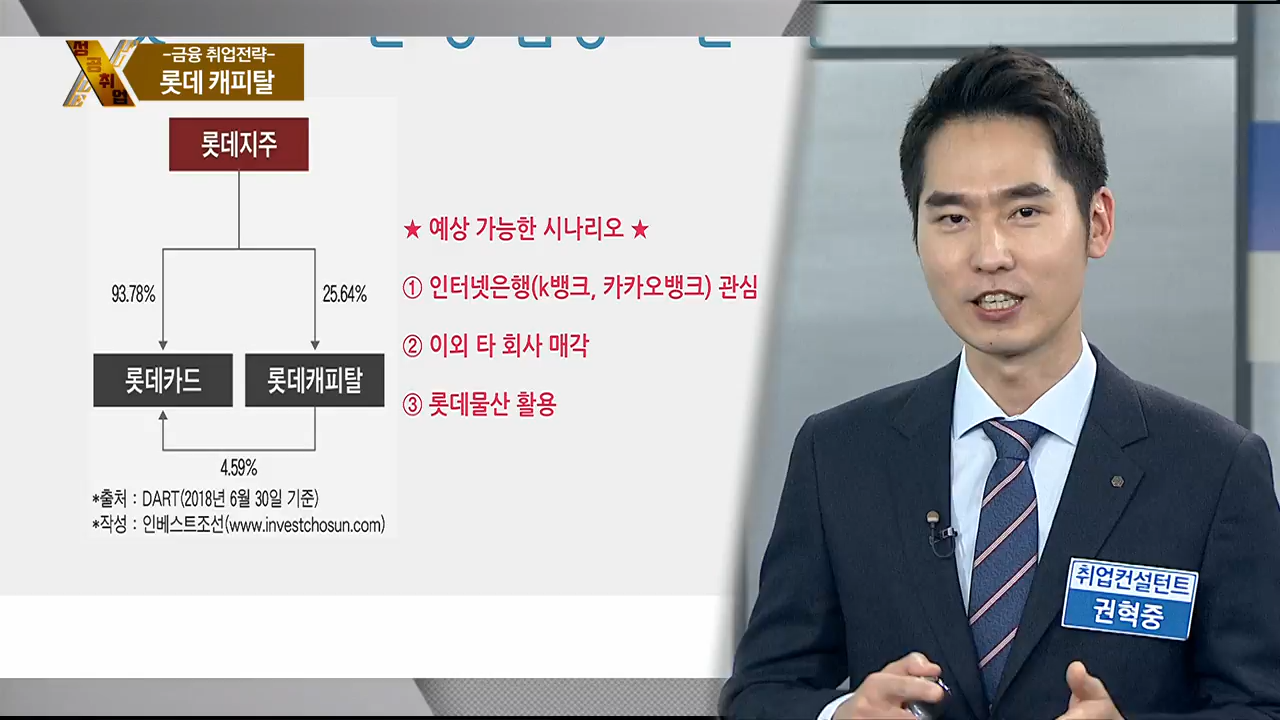 성공취업
-금융 취업전략-
롯데 캐피탈
롯데지주
93.78%
25.64%
롯데카드
롯데캐피탈
4.59%
*출처 : DART(2018년 6월 30일 기준)
*작성 : 인베스트조선(www.investchosun.com)
★ 예상 가능한 시나리오 ★
① 인터넷은행(k뱅크, 카카오뱅크) 관심
② 이외 타 회사 매각
③ 롯데물산 활용
취업컨설턴트
권혁중